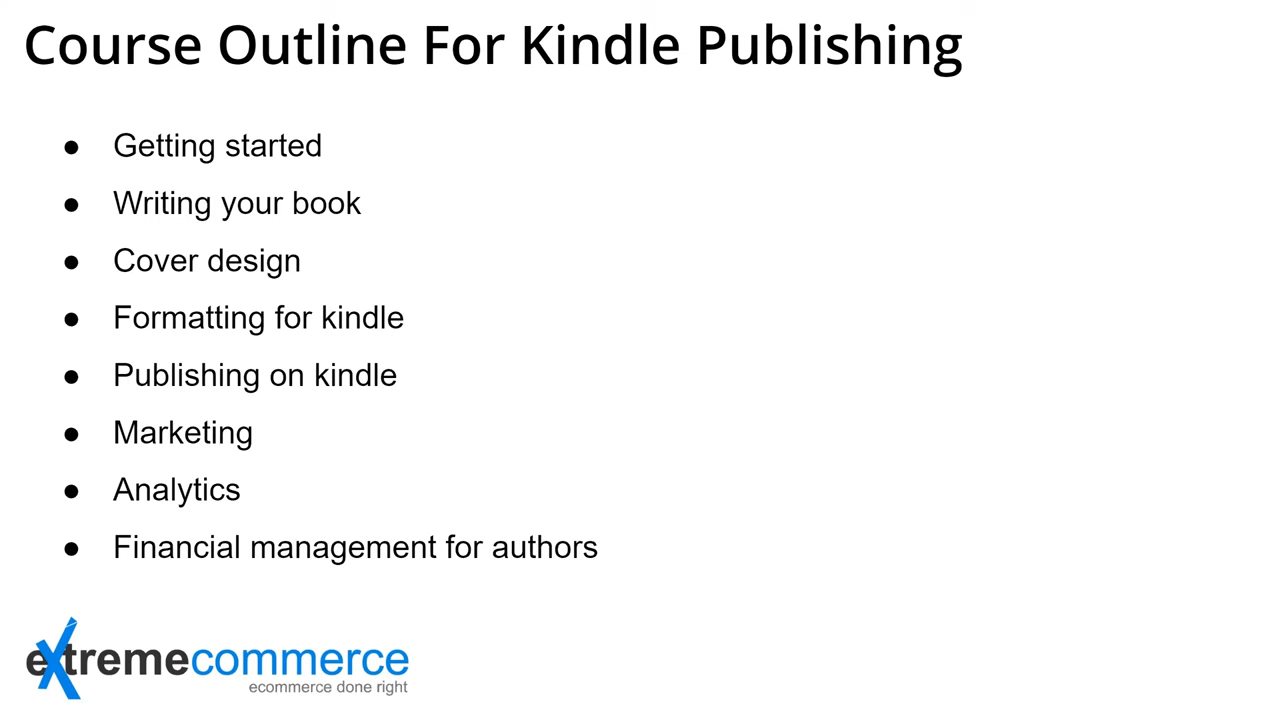 Course Outline For Kindle Publishing
● Getting started
● Writing your book
● Cover design
● Formatting for kindle
● Publishing on kindle
● Marketing
● Analytics
● Financial management for authors
extremecommerce
ecommerce done right